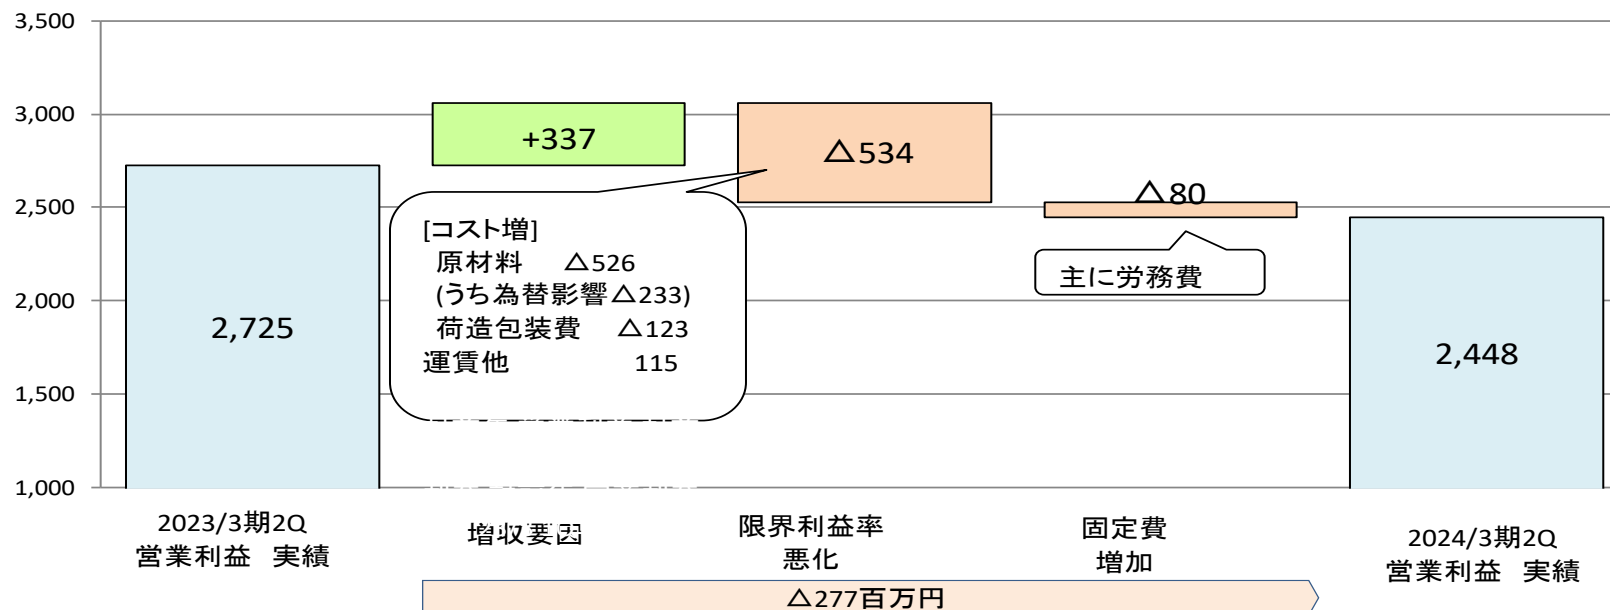 3,500
3,000
2,500
2,000
1,500
1,000
+337
△534
△80
[コスト増]
原材料 △526
(うち為替影響△233)
荷造包装費 △123
運賃他 115
主に労務費
2,725
2,448
2023/3期2Q
営業利益 実績
増収要因
限界利益率
悪化
固定費
増加
2024/3期2Q
営業利益 実績
△277百万円